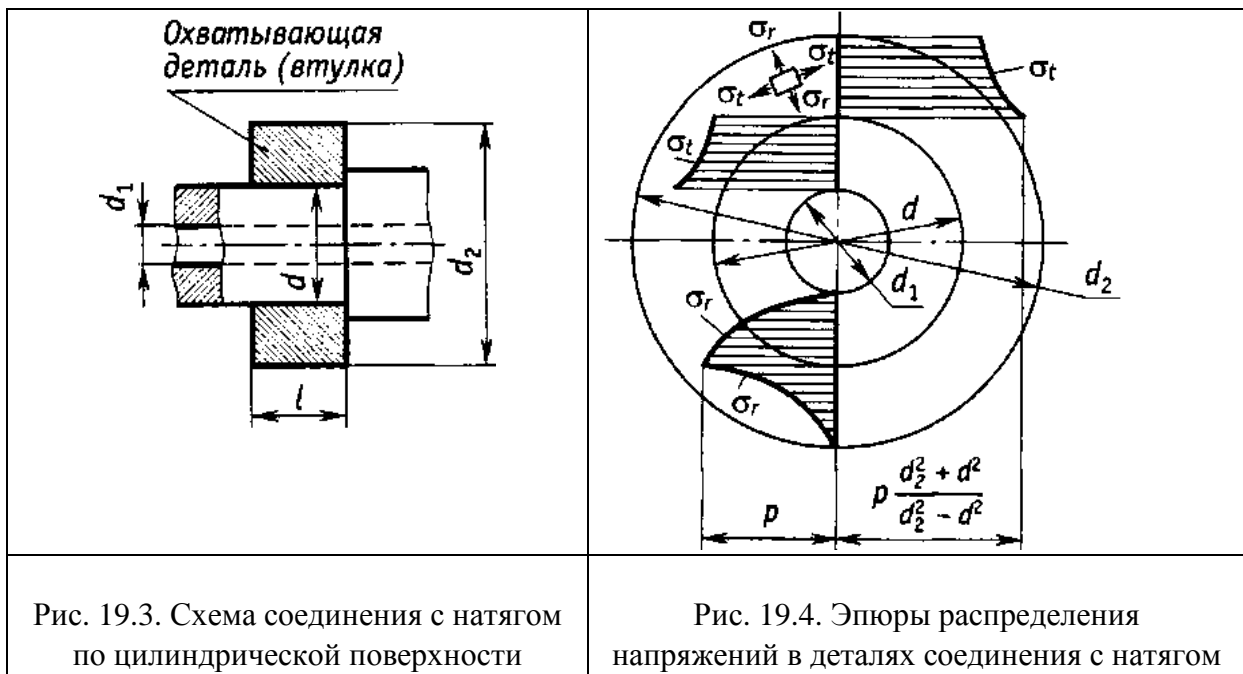 Охватывающая
деталь (втулка)
d₁
d
d₂
l
σr
σt
σt
σr
σt
σt
d
d₁
d₂
σr
σr
p
p (d₂² + d²) / (d₂² – d²)
Рис. 19.3. Схема соединения с натягом
по цилиндрической поверхности
Рис. 19.4. Эпюры распределения
напряжений в деталях соединения с натягом